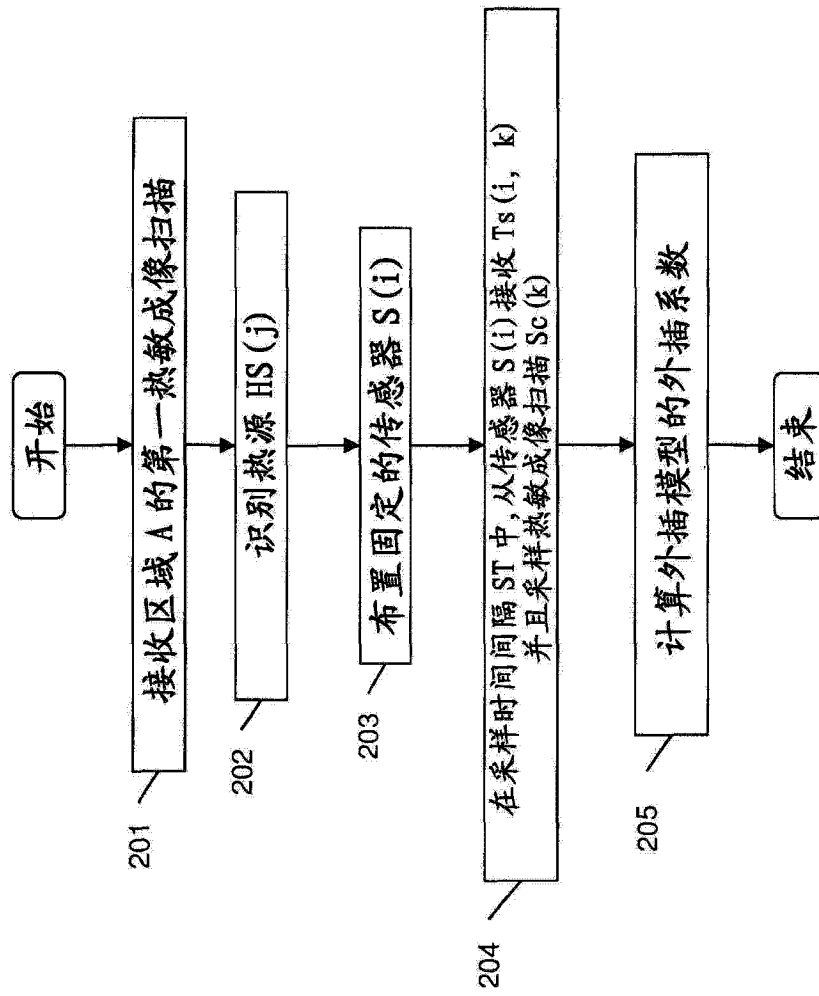 开始
接收区域 A 的第一热敏成像扫描
201
识别热源 HS(j)
202
布置固定的传感器 S(i)
203
在采样时间间隔 ST 中,从传感器 S(i)接收 Ts(i, k)
并且采样热敏成像扫描 Sc(k)
204
计算外插模型的外插系数
205
结束